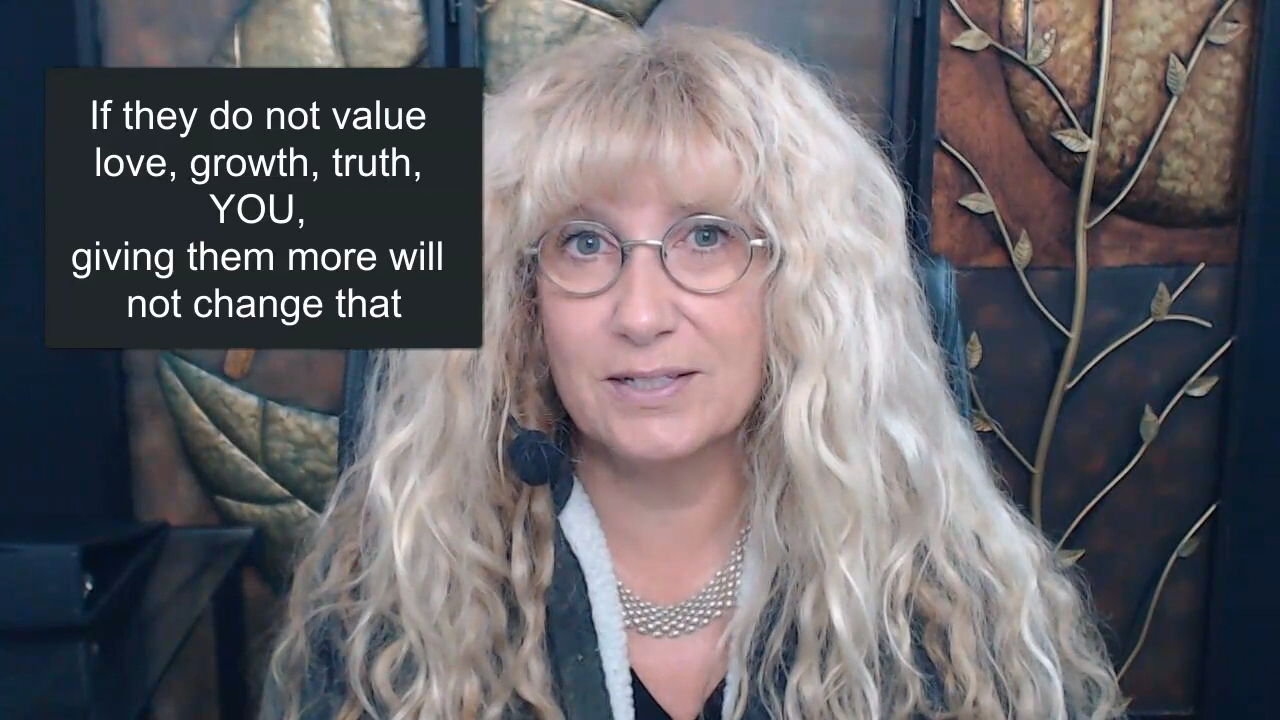 If they do not value
love, growth, truth,
YOU,
giving them more will
not change that